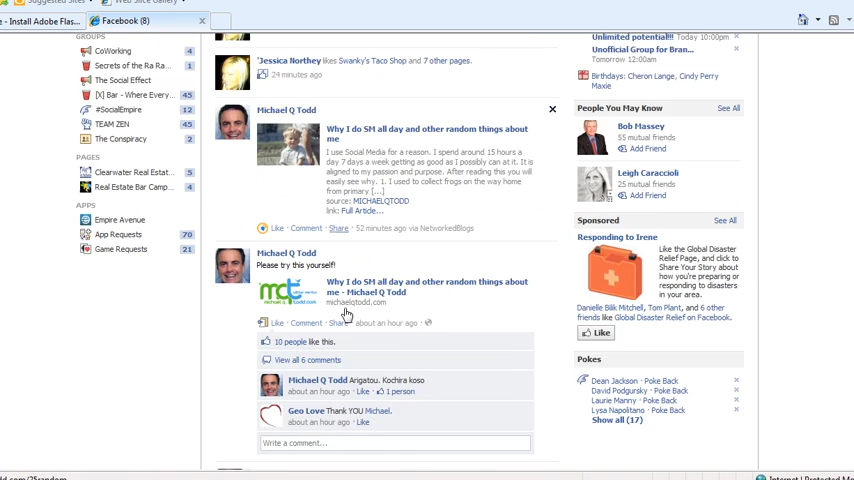 Suggested Sites
Web Slice Gallery
e - Install Adobe Flas...
Facebook (8)
GROUPS
CoWorking 4
Secrets of the Ra Ra... 1
The Social Effect
[X] Bar - Where Every... 45
#SocialEmpire 12
TEAM ZEN 45
The Conspiracy 2
PAGES
Clearwater Real Estat... 5
Real Estate Bar Camp... 4
APPS
Empire Avenue
App Requests 70
Game Requests 21
'Jessica Northey likes Swanky's Taco Shop and 7 other pages.
24 minutes ago
Michael Q Todd
Why I do SM all day and other random things about
me
I use Social Media for a reason. I spend around 15 hours a
day 7 days a week getting as good as I possibly can at it. It is
aligned to my passion and purpose. After reading this you will
easily see why. 1. I used to collect frogs on the way home
from primary [...]
source: MICHAELQTODD
link: Full Article...
Like · Comment · Share · 52 minutes ago via NetworkedBlogs
Michael Q Todd
Please try this yourself!
mqt
Why I do SM all day and other random things about
me - Michael Q Todd
michaelqtodd.com
Like · Comment · Share · about an hour ago ·
10 people like this.
View all 6 comments
Michael Q Todd Arigatou. Kochira koso
about an hour ago · Like · 1 person
Geo Love Thank YOU Michael.
about an hour ago · Like
Write a comment...
Unlimited potential!!! Today 10:00pm
Unofficial Group for Bran...
Tomorrow 12:00am
Birthdays: Cheron Lange, Cindy Perry
Maxie
People You May Know See All
Bob Massey
55 mutual friends
Add Friend
Leigh Caraccioli
25 mutual friends
Add Friend
Sponsored See All
Responding to Irene
Like the Global Disaster
Relief Page, and click to
Share Your Story about
how you're preparing or
responding to disasters
in your area.
Danielle Bilik Mitchell, Tom Plant, and 6 other
friends like Global Disaster Relief on Facebook.
Like
Pokes
Dean Jackson · Poke Back
David Podgursky · Poke Back
Laurie Manny · Poke Back
Lysa Napolitano · Poke Back
Show all (17)
dd.com/25random
Internet | Protected Mo